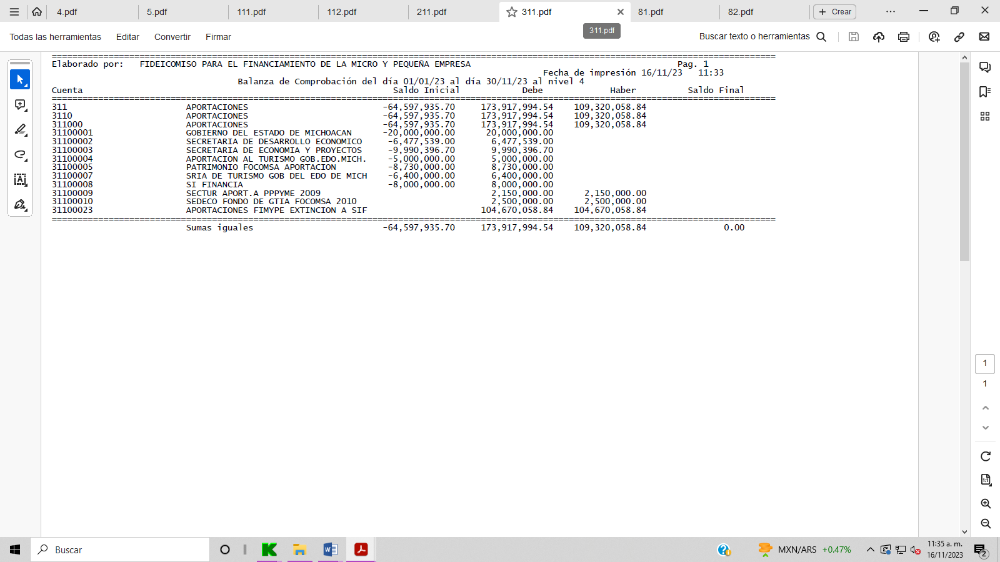 4.pdf 5.pdf 111.pdf 112.pdf 211.pdf 311.pdf 81.pdf 82.pdf + Crear
311.pdf
Todas las herramientas Editar Convertir Firmar Buscar texto o herramientas
Elaborado por: FIDEICOMISO PARA EL FINANCIAMIENTO DE LA MICRO Y PEQUEÑA EMPRESA Pag. 1
Fecha de impresión 16/11/23 11:33
Balanza de Comprobación del día 01/01/23 al día 30/11/23 al nivel 4
Cuenta Saldo Inicial Debe Haber Saldo Final
311 APORTACIONES -64,597,935.70 173,917,994.54 109,320,058.84
3110 APORTACIONES -64,597,935.70 173,917,994.54 109,320,058.84
311000 APORTACIONES -64,597,935.70 173,917,994.54 109,320,058.84
31100001 GOBIERNO DEL ESTADO DE MICHOACAN -20,000,000.00 20,000,000.00
31100002 SECRETARIA DE DESARROLLO ECONOMICO -6,477,539.00 6,477,539.00
31100003 SECRETARIA DE ECONOMIA Y PROYECTOS -9,990,396.70 9,990,396.70
31100004 APORTACION AL TURISMO GOB.EDO.MICH. -5,000,000.00 5,000,000.00
31100005 PATRIMONIO FOCOMSA APORTACION -8,730,000.00 8,730,000.00
31100007 SRIA DE TURISMO GOB DEL EDO DE MICH -6,400,000.00 6,400,000.00
31100008 SI FINANCIA -8,000,000.00 8,000,000.00
31100009 SECTUR APORT.A PPPYME 2009 2,150,000.00 2,150,000.00
31100010 SEDECO FONDO DE GTIA FOCOMSA 2010 2,500,000.00 2,500,000.00
31100023 APORTACIONES FIMYPE EXTINCION A SIF 104,670,058.84 104,670,058.84
Sumas iguales -64,597,935.70 173,917,994.54 109,320,058.84 0.00
1
1
Buscar MXN/ARS +0.47% 11:35 a. m.
16/11/2023 2